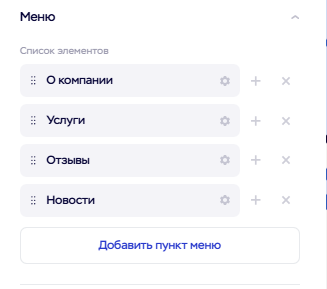 Меню
Список элементов
О компании
Услуги
Отзывы
Новости
Добавить пункт меню